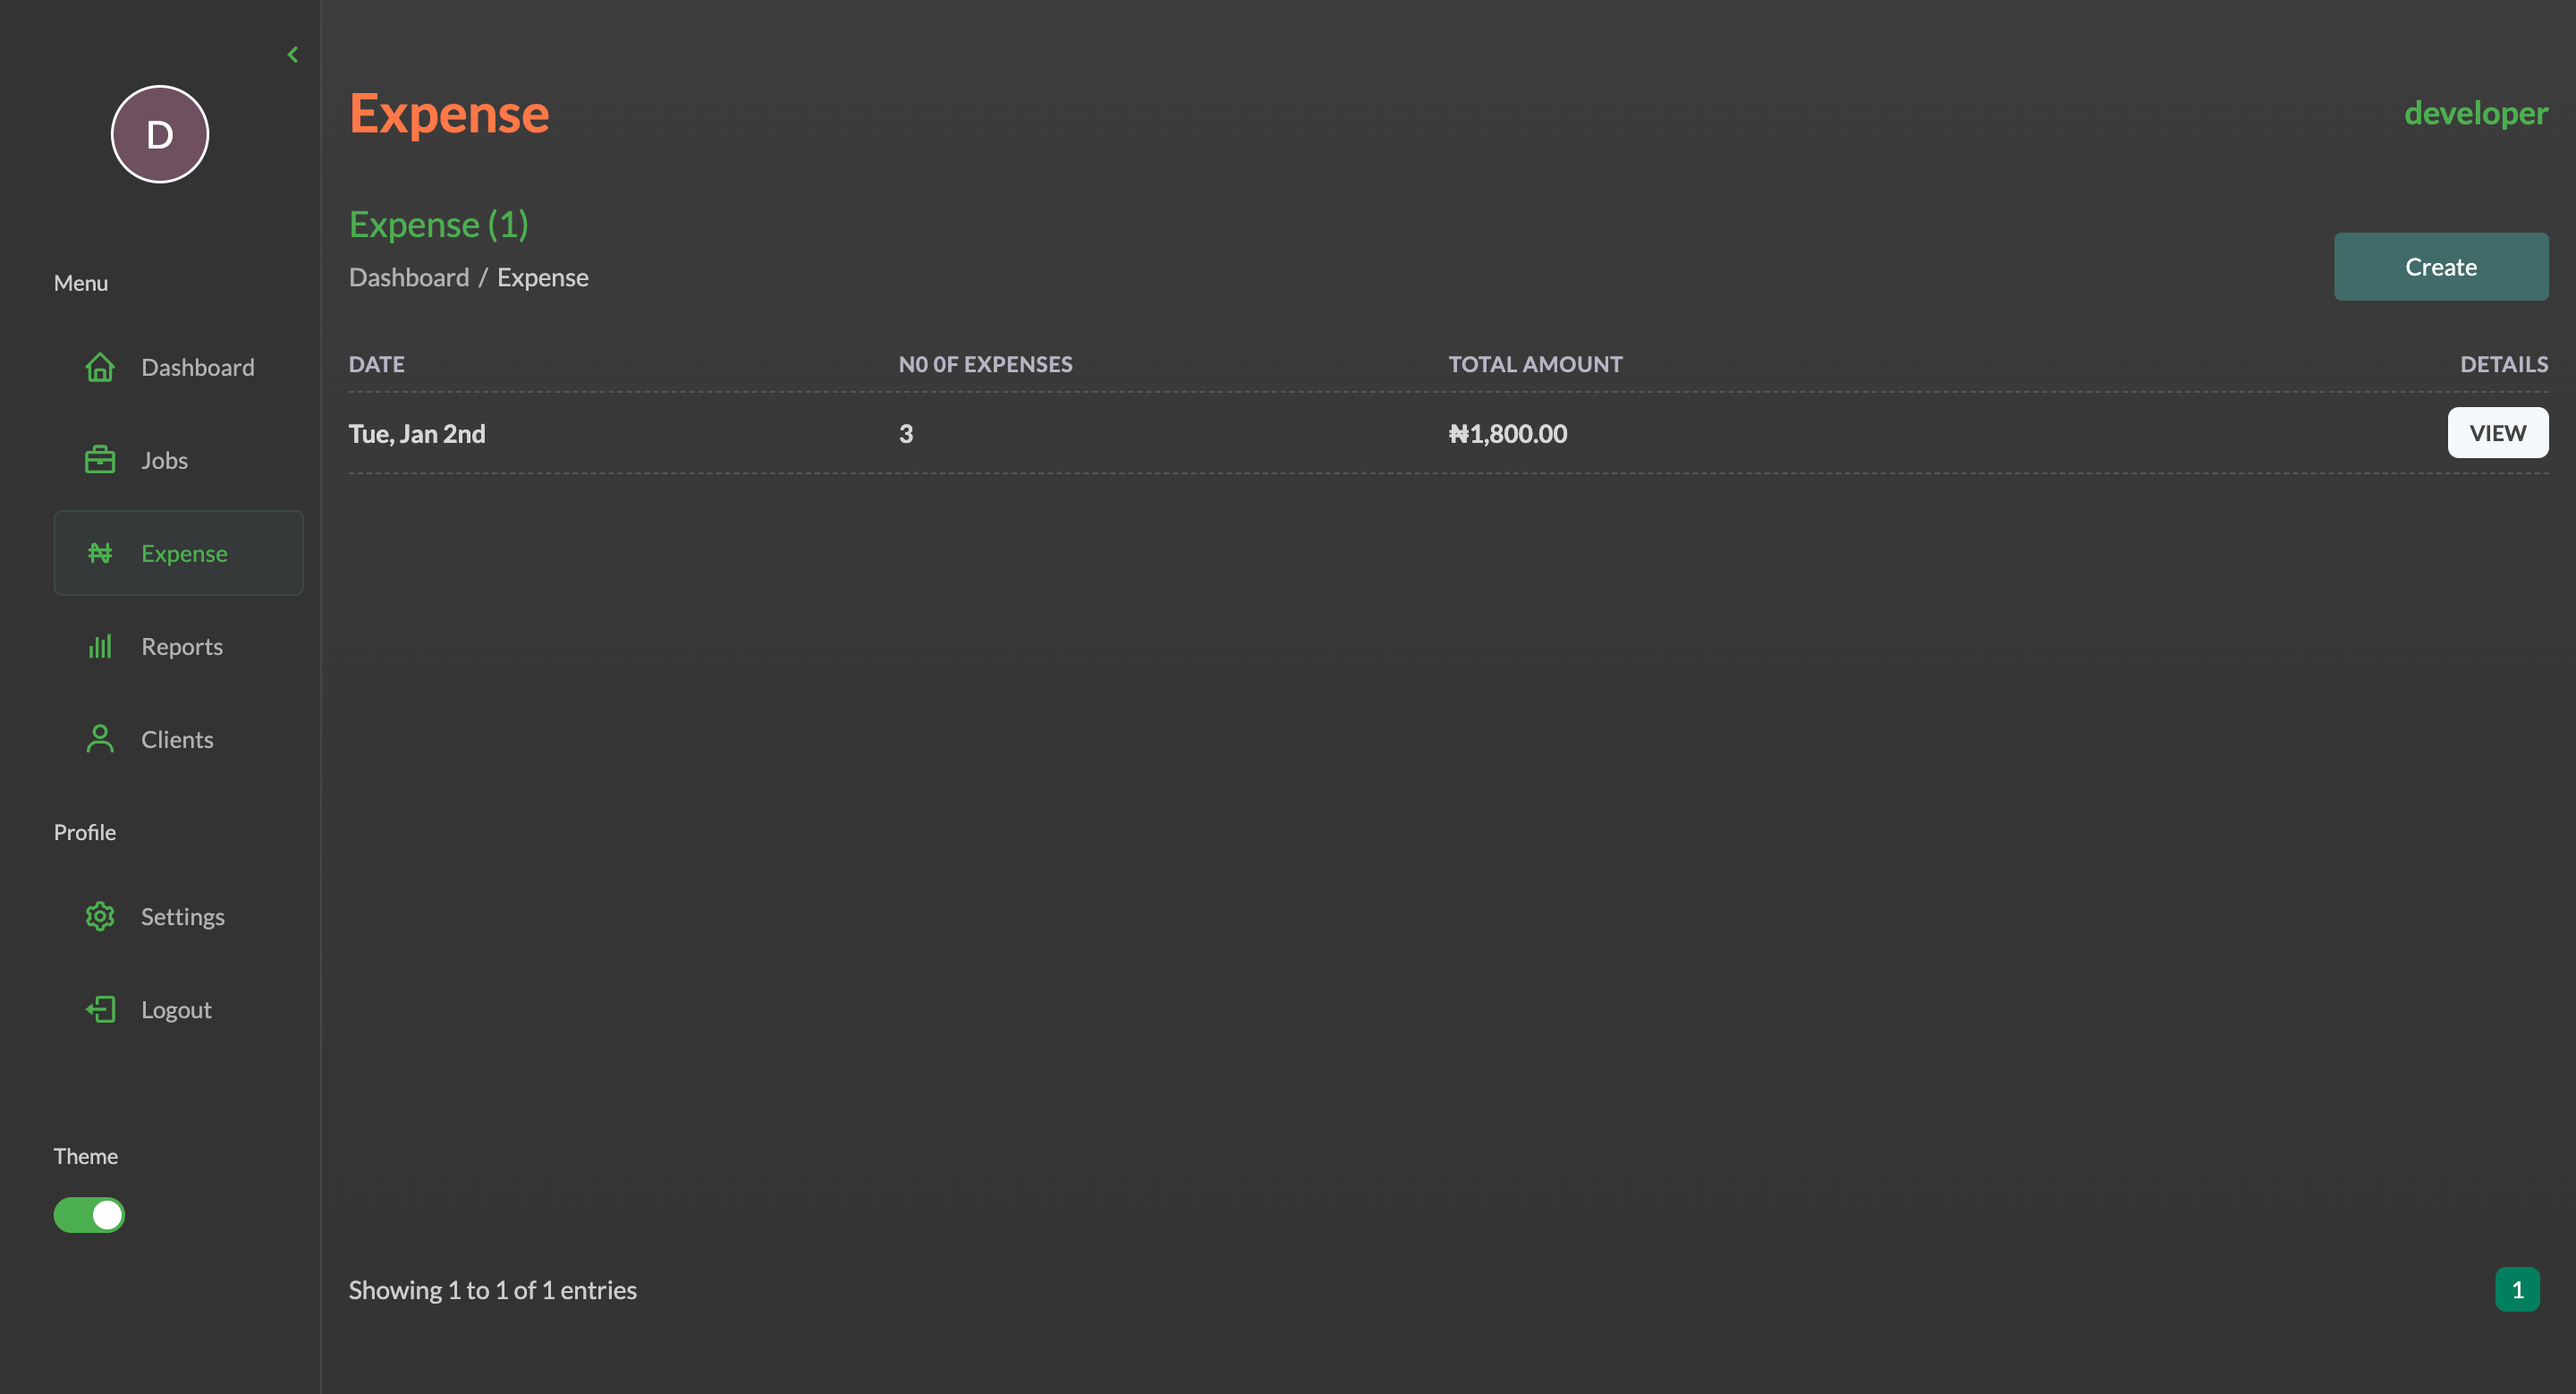 D
Menu
Dashboard
Jobs
Expense
Reports
Clients
Profile
Settings
Logout
Theme
Expense
developer
Expense (1)
Dashboard / Expense
Create
DATE N0 0F EXPENSES TOTAL AMOUNT DETAILS
Tue, Jan 2nd 3 ₦1,800.00 VIEW
Showing 1 to 1 of 1 entries
1